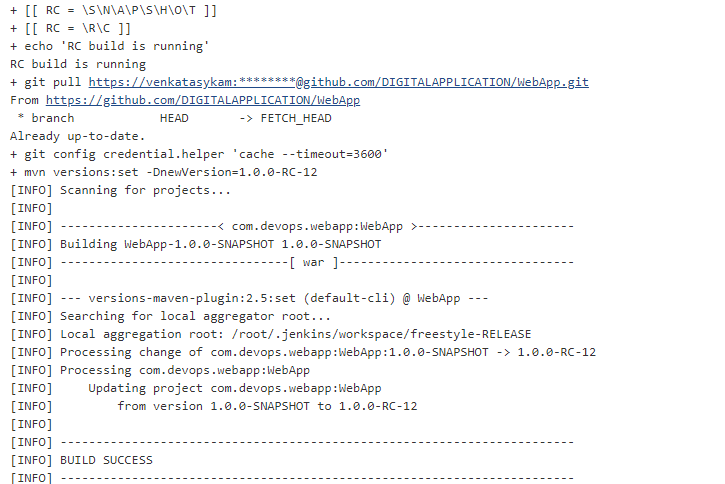 + [[ RC = \S\N\A\P\S\H\O\T ]]
+ [[ RC = \R\C ]]
+ echo 'RC build is running'
RC build is running
+ git pull https://venkatasykam:********@github.com/DIGITALAPPLICATION/WebApp.git
From https://github.com/DIGITALAPPLICATION/WebApp
 * branch            HEAD       -> FETCH_HEAD
Already up-to-date.
+ git config credential.helper 'cache --timeout=3600'
+ mvn versions:set -DnewVersion=1.0.0-RC-12
[INFO] Scanning for projects...
[INFO]
[INFO] ----------------------< com.devops.webapp:WebApp >----------------------
[INFO] Building WebApp-1.0.0-SNAPSHOT 1.0.0-SNAPSHOT
[INFO] --------------------------------[ war ]---------------------------------
[INFO]
[INFO] --- versions-maven-plugin:2.5:set (default-cli) @ WebApp ---
[INFO] Searching for local aggregator root...
[INFO] Local aggregation root: /root/.jenkins/workspace/freestyle-RELEASE
[INFO] Processing change of com.devops.webapp:WebApp:1.0.0-SNAPSHOT -> 1.0.0-RC-12
[INFO] Processing com.devops.webapp:WebApp
[INFO]     Updating project com.devops.webapp:WebApp
[INFO]         from version 1.0.0-SNAPSHOT to 1.0.0-RC-12
[INFO]
[INFO] ------------------------------------------------------------------------
[INFO] BUILD SUCCESS
[INFO] ------------------------------------------------------------------------